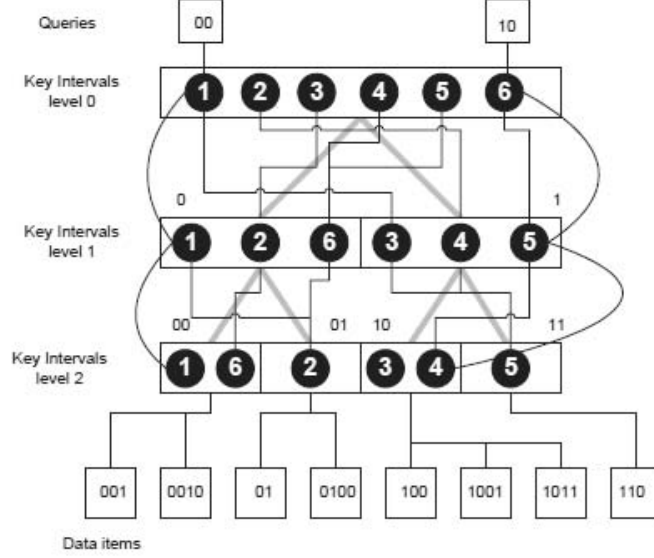 Queries
00
10
Key Intervals
level 0
1 2 3 4 5 6
0
1
Key Intervals
level 1
1 2 6 3 4 5
00
01
10
11
Key Intervals
level 2
1 6 2 3 4 5
001 0010 01 0100 100 1001 1011 110
Data items